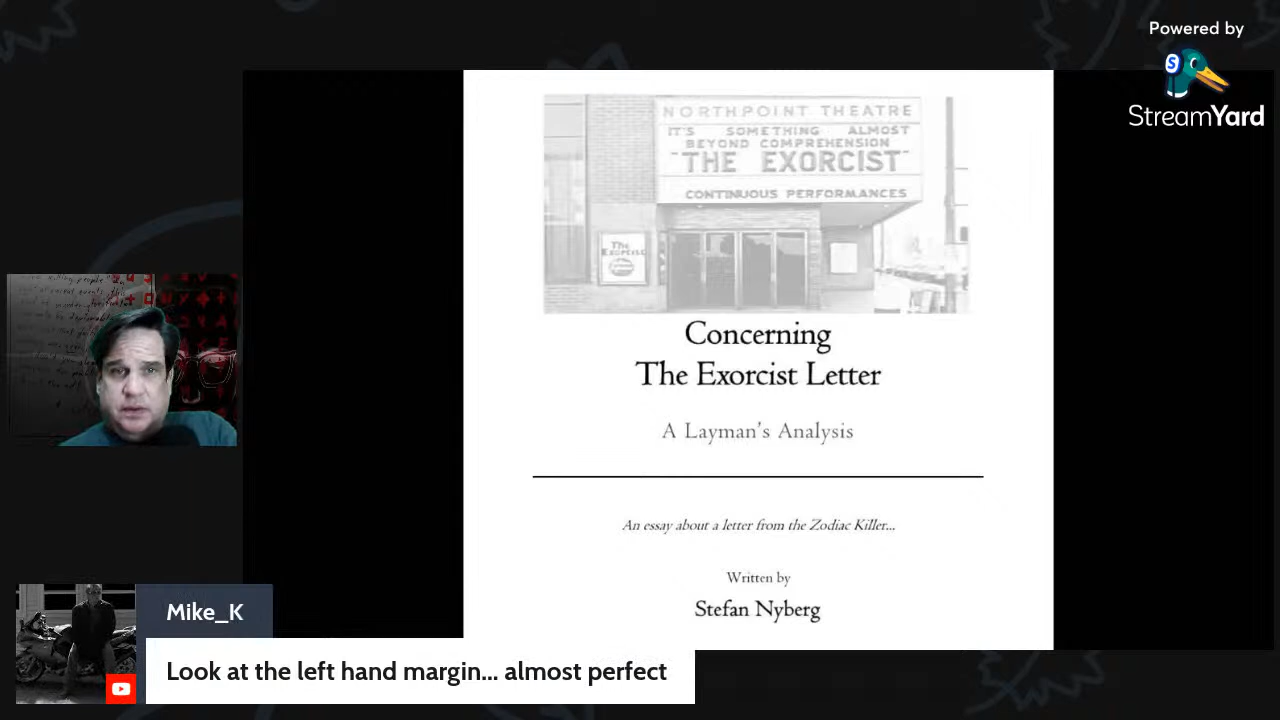 Powered by
StreamYard
NORTHPOINT THEATRE
IT'S SOMETHING ALMOST
BEYOND COMPREHENSION
"THE EXORCIST"
CONTINUOUS PERFORMANCES
The
Exorcist
Concerning
The Exorcist Letter
A Layman's Analysis
An essay about a letter from the Zodiac Killer...
Written by
Stefan Nyberg
Mike_K
Look at the left hand margin... almost perfect